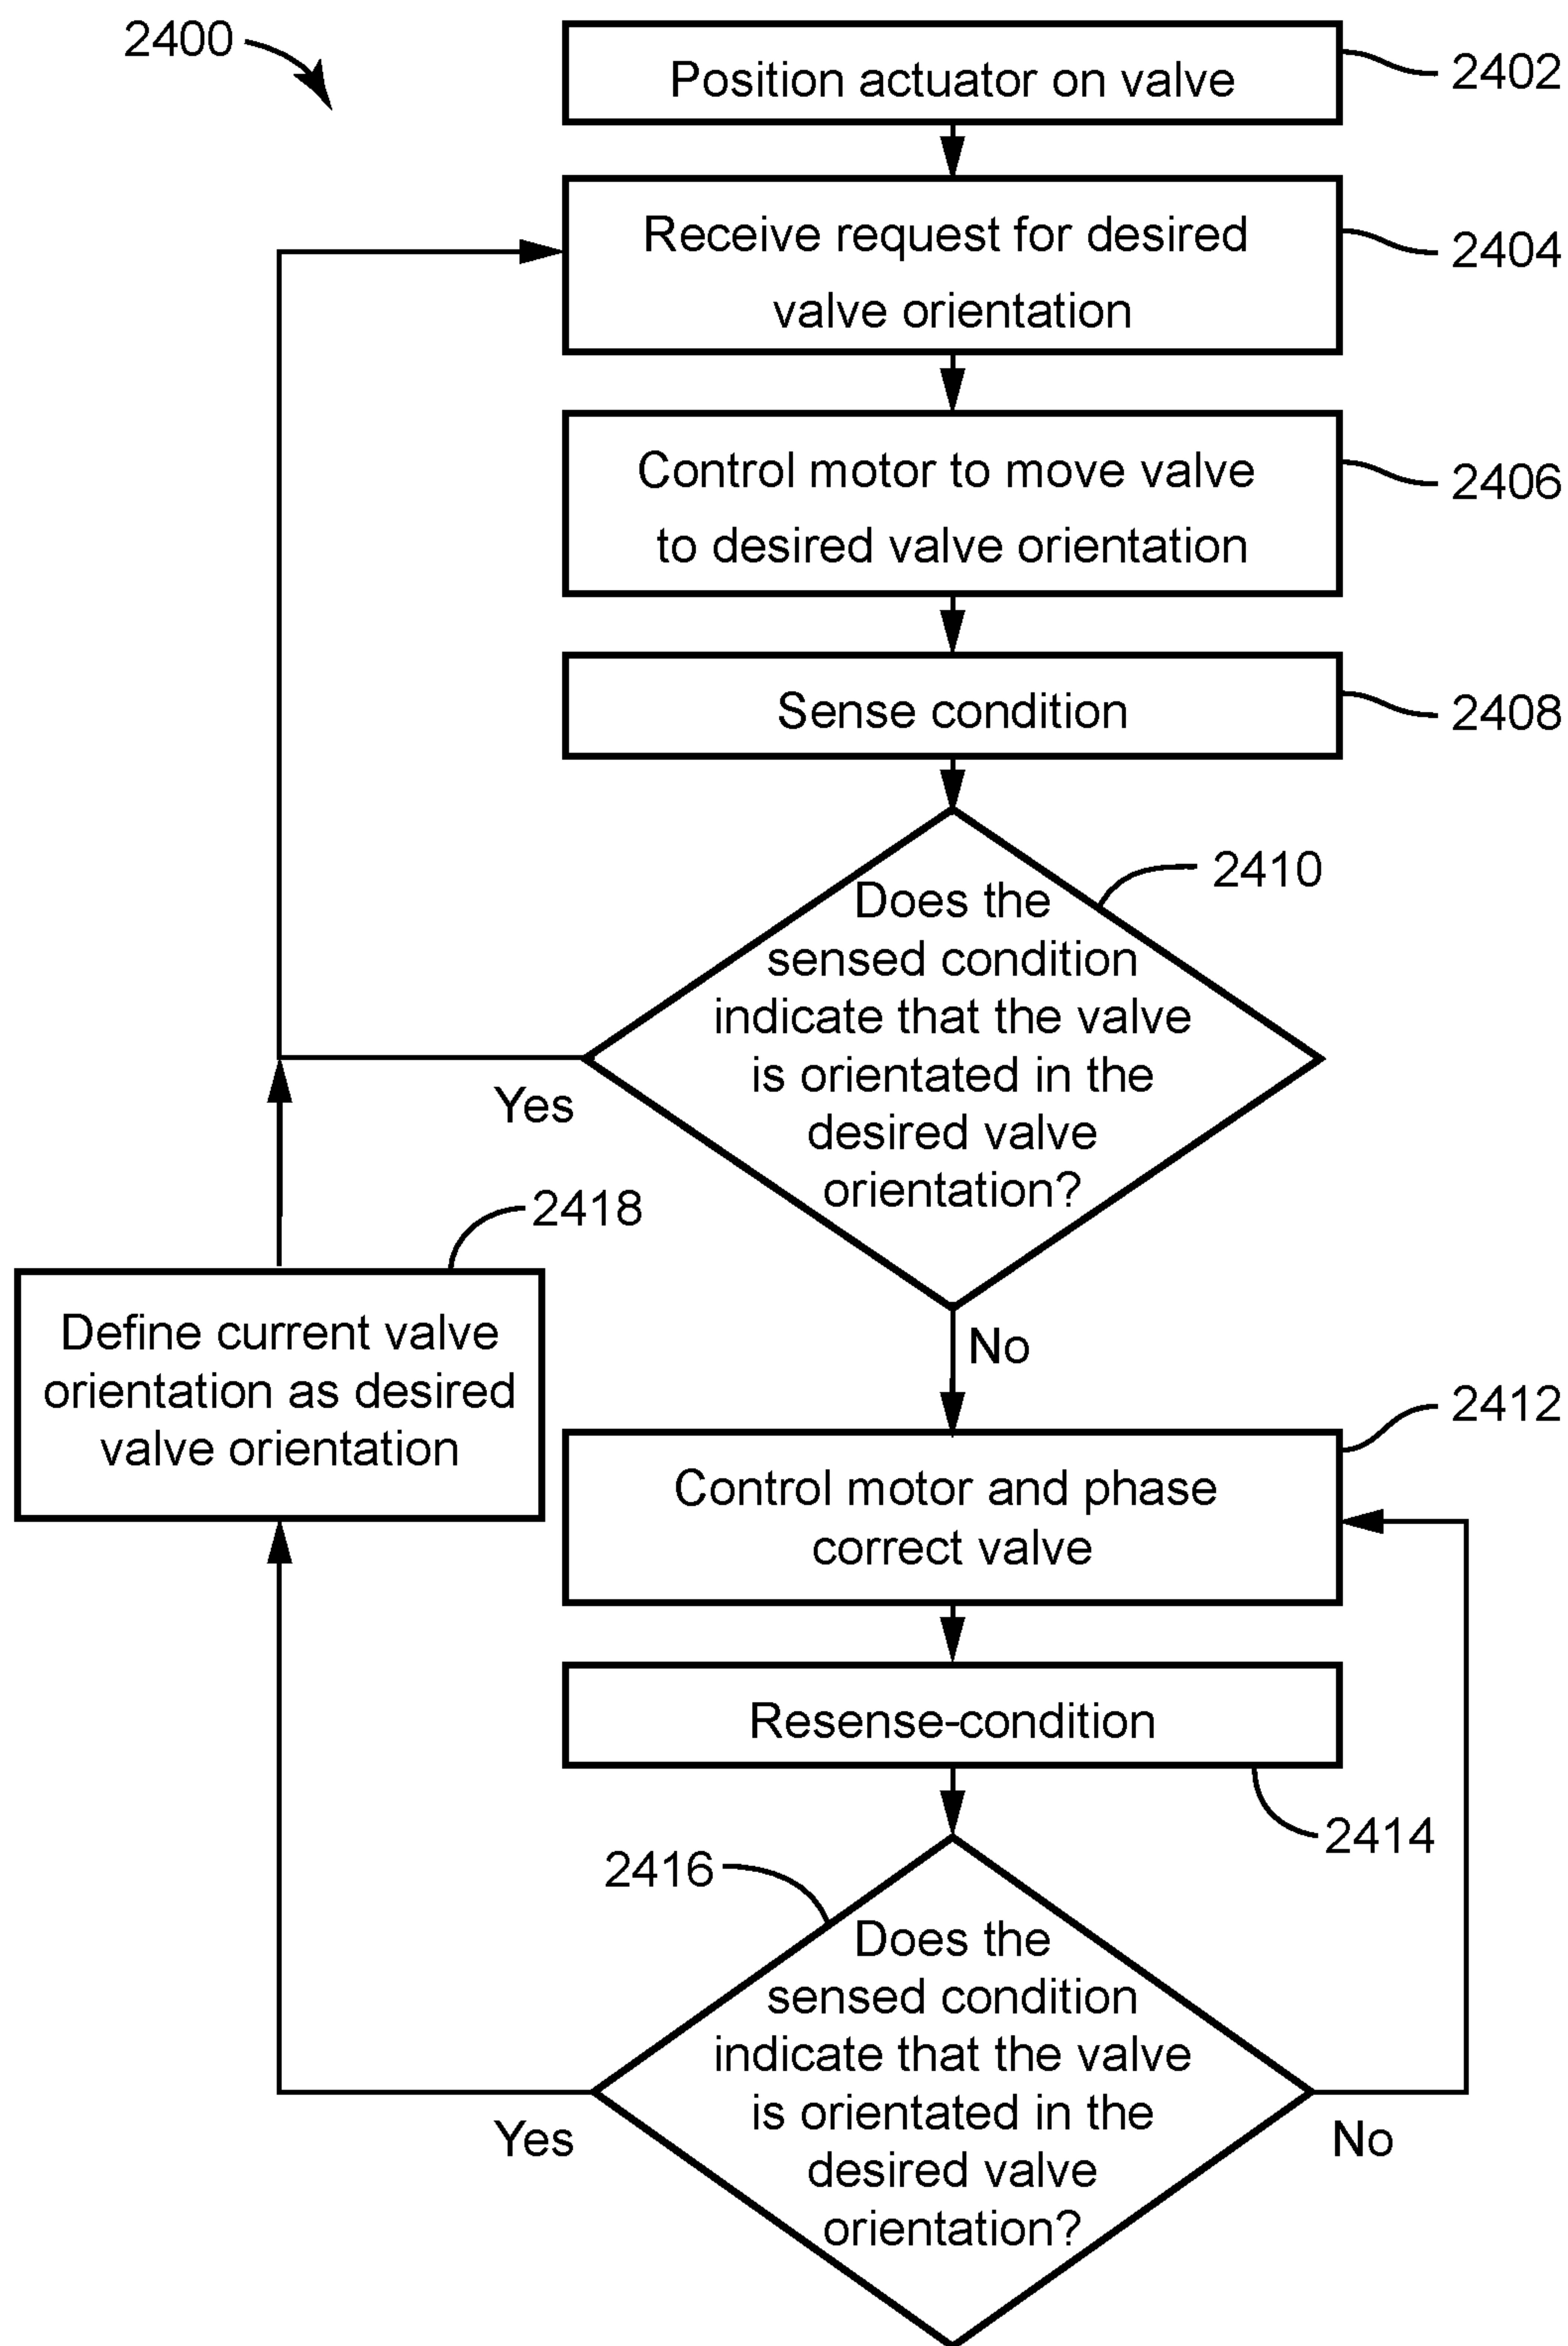 2400
Position actuator on valve
2402
Receive request for desired
valve orientation
2404
Control motor to move valve
to desired valve orientation
2406
Sense condition
2408
2410
Does the
sensed condition
indicate that the valve
is orientated in the
desired valve
orientation?
Yes
No
2418
Define current valve
orientation as desired
valve orientation
2412
Control motor and phase
correct valve
Resense-condition
2414
2416
Does the
sensed condition
indicate that the valve
is orientated in the
desired valve
orientation?
Yes
No